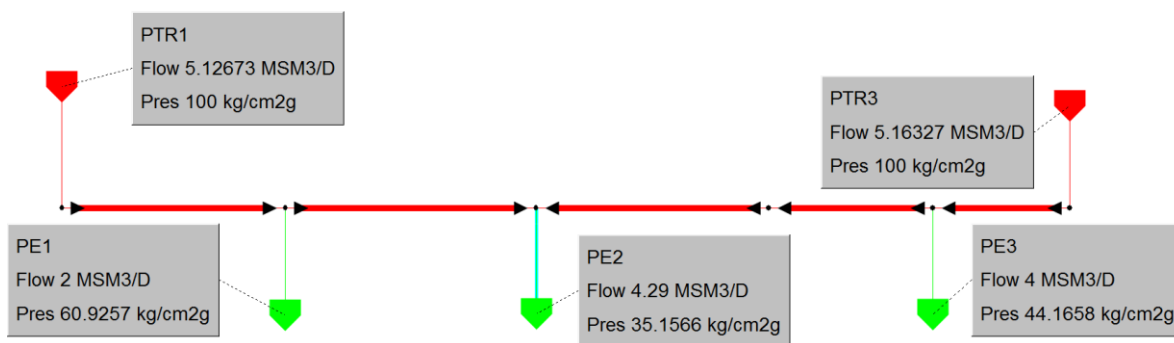 PTR1
Flow 5.12673 MSM3/D
Pres 100 kg/cm2g
PTR3
Flow 5.16327 MSM3/D
Pres 100 kg/cm2g
PE1
Flow 2 MSM3/D
Pres 60.9257 kg/cm2g
PE2
Flow 4.29 MSM3/D
Pres 35.1566 kg/cm2g
PE3
Flow 4 MSM3/D
Pres 44.1658 kg/cm2g